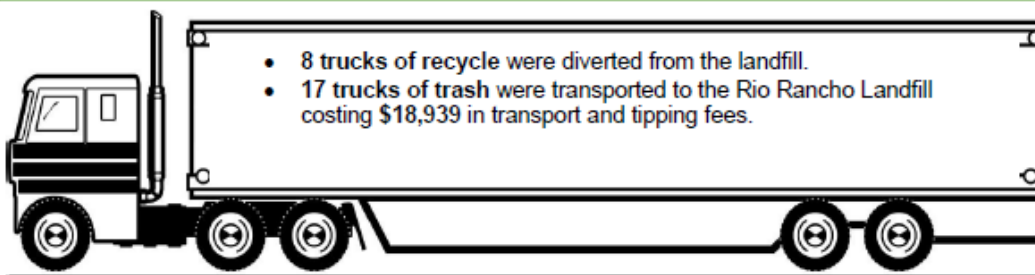 • 8 trucks of recycle were diverted from the landfill.
• 17 trucks of trash were transported to the Rio Rancho Landfill
costing $18,939 in transport and tipping fees.